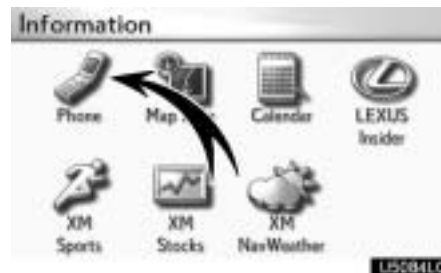 Information
Phone
Map
Calendar
LEXUS
Insider
XM
Sports
XM
Stocks
XM
NavWeather